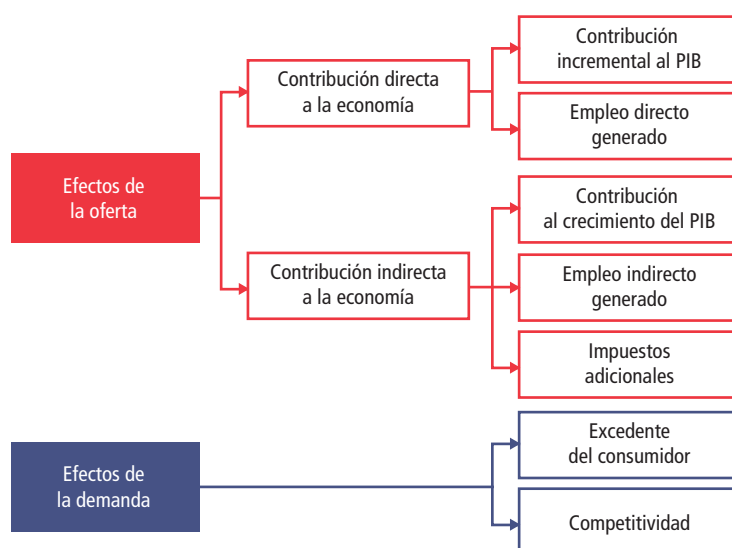 Efectos de
la oferta
Contribución directa
a la economía
Contribución
incremental al PIB
Empleo directo
generado
Contribución indirecta
a la economía
Contribución
al crecimiento del PIB
Empleo indirecto
generado
Impuestos
adicionales
Efectos de
la demanda
Excedente
del consumidor
Competitividad